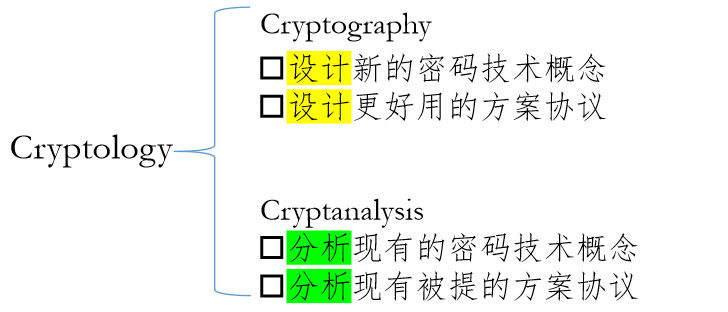 Cryptology
Cryptography
设计新的密码技术概念
设计更好用的方案协议
Cryptanalysis
分析现有的密码技术概念
分析现有被提的方案协议